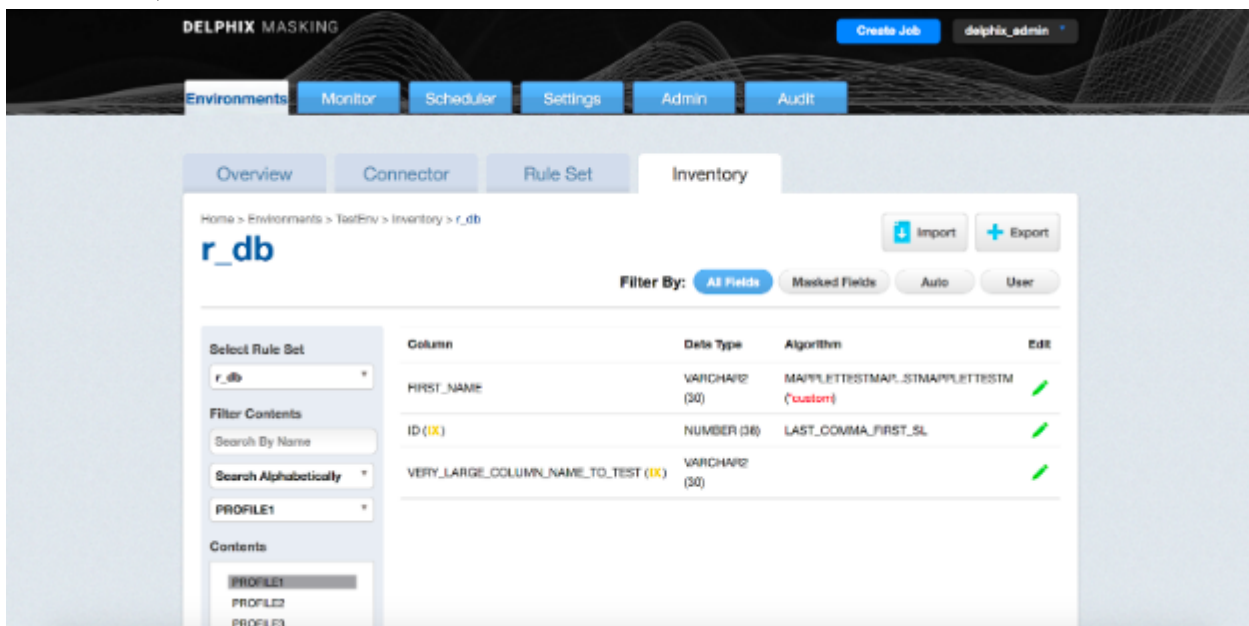 DELPHIX MASKING
Create Job
delphix_admin
Environments Monitor Scheduler Settings Admin Audit
Overview Connector Rule Set Inventory
Home > Environments > TestEnv > Inventory > r_db
Import Export
r_db
Filter By: All Fields Masked Fields Auto User
Select Rule Set
r_db
Filter Contents
Search By Name
Search Alphabetically
PROFILE1
Contents
PROFILE1
PROFILE2
PROFILE3
Column Data Type Algorithm Edit
FIRST_NAME VARCHAR2 MAPPLETTESTMAP...STMAPPLETTESTM
(30) (*custom)
ID (IX) NUMBER (38) LAST_COMMA_FIRST_SL
VERY_LARGE_COLUMN_NAME_TO_TEST (IX) VARCHAR2
(30)